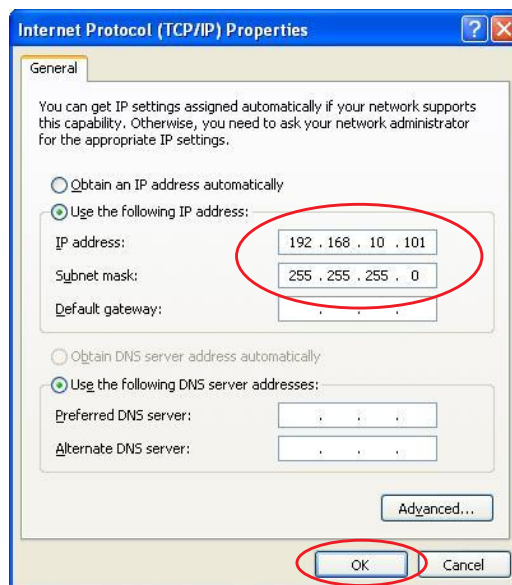 Internet Protocol (TCP/IP) Properties
General
You can get IP settings assigned automatically if your network supports
this capability. Otherwise, you need to ask your network administrator
for the appropriate IP settings.
Obtain an IP address automatically
Use the following IP address:
IP address: 192 . 168 . 10 . 101
Subnet mask: 255 . 255 . 255 . 0
Default gateway: . . .
Obtain DNS server address automatically
Use the following DNS server addresses:
Preferred DNS server: . . .
Alternate DNS server: . . .
Advanced...
OK Cancel